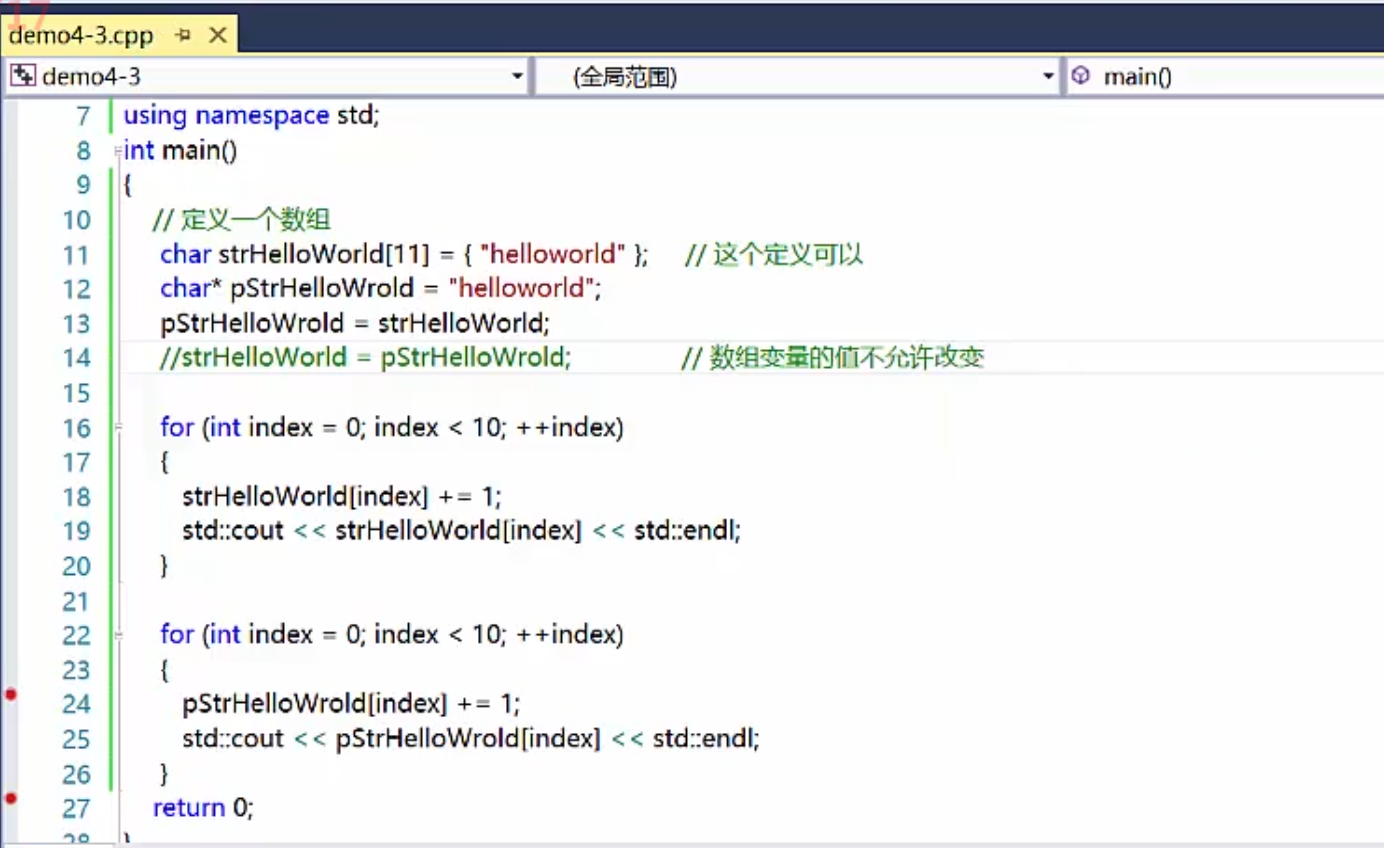 17
demo4-3.cpp
demo4-3 (全局范围) main()
7 using namespace std;
8 int main()
9 {
10 // 定义一个数组
11 char strHelloWorld[11] = { "helloworld" }; // 这个定义可以
12 char* pStrHelloWrold = "helloworld";
13 pStrHelloWrold = strHelloWorld;
14 //strHelloWorld = pStrHelloWrold; // 数组变量的值不允许改变
15
16 for (int index = 0; index < 10; ++index)
17 {
18 strHelloWorld[index] += 1;
19 std::cout << strHelloWorld[index] << std::endl;
20 }
21
22 for (int index = 0; index < 10; ++index)
23 {
24 pStrHelloWrold[index] += 1;
25 std::cout << pStrHelloWrold[index] << std::endl;
26 }
27 return 0;
28 }